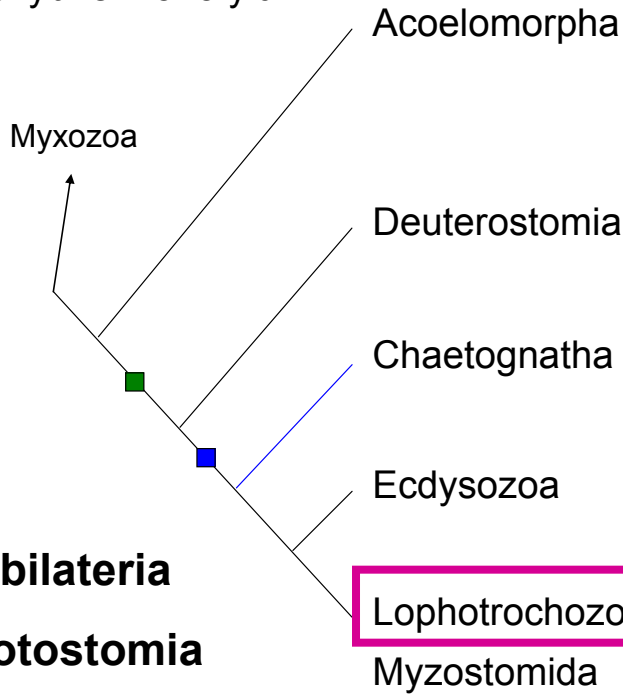 Acoelomorpha
Myxozoa
Deuterostomia
Chaetognatha
Ecdysozoa
bilateria
Lophotrochozo
otostomia
Myzostomida